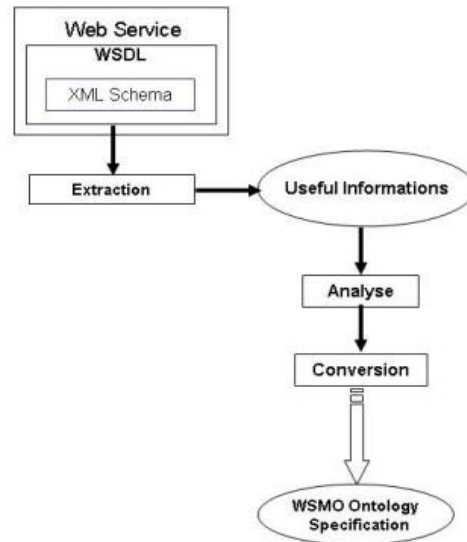 Web Service
WSDL
XML Schema
Extraction
Useful Informations
Analyse
Conversion
WSMO Ontology
Specification